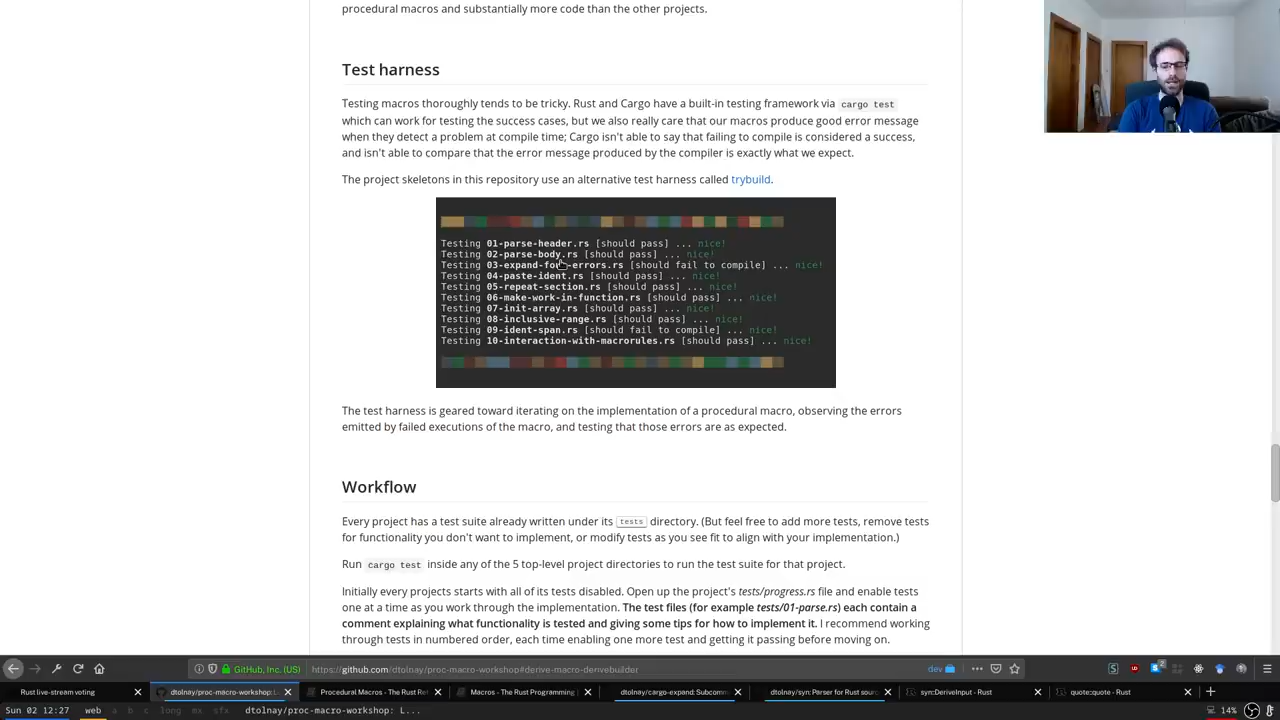 procedural macros and substantially more code than the other projects.
Test harness
Testing macros thoroughly tends to be tricky. Rust and Cargo have a built-in testing framework via cargo test
which can work for testing the success cases, but we also really care that our macros produce good error message
when they detect a problem at compile time; Cargo isn't able to say that failing to compile is considered a success,
and isn't able to compare that the error message produced by the compiler is exactly what we expect.
The project skeletons in this repository use an alternative test harness called trybuild.
Testing 01-parse-header.rs [should pass] ... nice!
Testing 02-parse-body.rs [should pass] ... nice!
Testing 03-expand-four-errors.rs [should fail to compile] ... nice!
Testing 04-paste-ident.rs [should pass] ... nice!
Testing 05-repeat-section.rs [should pass] ... nice!
Testing 06-make-work-in-function.rs [should pass] ... nice!
Testing 07-init-array.rs [should pass] ... nice!
Testing 08-inclusive-range.rs [should pass] ... nice!
Testing 09-ident-span.rs [should fail to compile] ... nice!
Testing 10-interaction-with-macrorules.rs [should pass] ... nice!
The test harness is geared toward iterating on the implementation of a procedural macro, observing the errors
emitted by failed executions of the macro, and testing that those errors are as expected.
Workflow
Every project has a test suite already written under its tests directory. (But feel free to add more tests, remove tests
for functionality you don't want to implement, or modify tests as you see fit to align with your implementation.)
Run cargo test inside any of the 5 top-level project directories to run the test suite for that project.
Initially every projects starts with all of its tests disabled. Open up the project's tests/progress.rs file and enable tests
one at a time as you work through the implementation. The test files (for example tests/01-parse.rs) each contain a
comment explaining what functionality is tested and giving some tips for how to implement it. I recommend working
through tests in numbered order, each time enabling one more test and getting it passing before moving on.
GitHub, Inc. (US) https://github.com/dtolnay/proc-macro-workshop#derive-macro-derivebuilder dev
Rust live-stream voting dtolnay/proc-macro-workshop: L Procedural Macros - The Rust Re Macros - The Rust Programming dtolnay/cargo-expand: Subcomm dtolnay/syn: Parser for Rust sourc syn::DeriveInput - Rust quote::quote - Rust
Sun 02 12:27 web a b c long mx sfx dtolnay/proc-macro-workshop: L... 14%